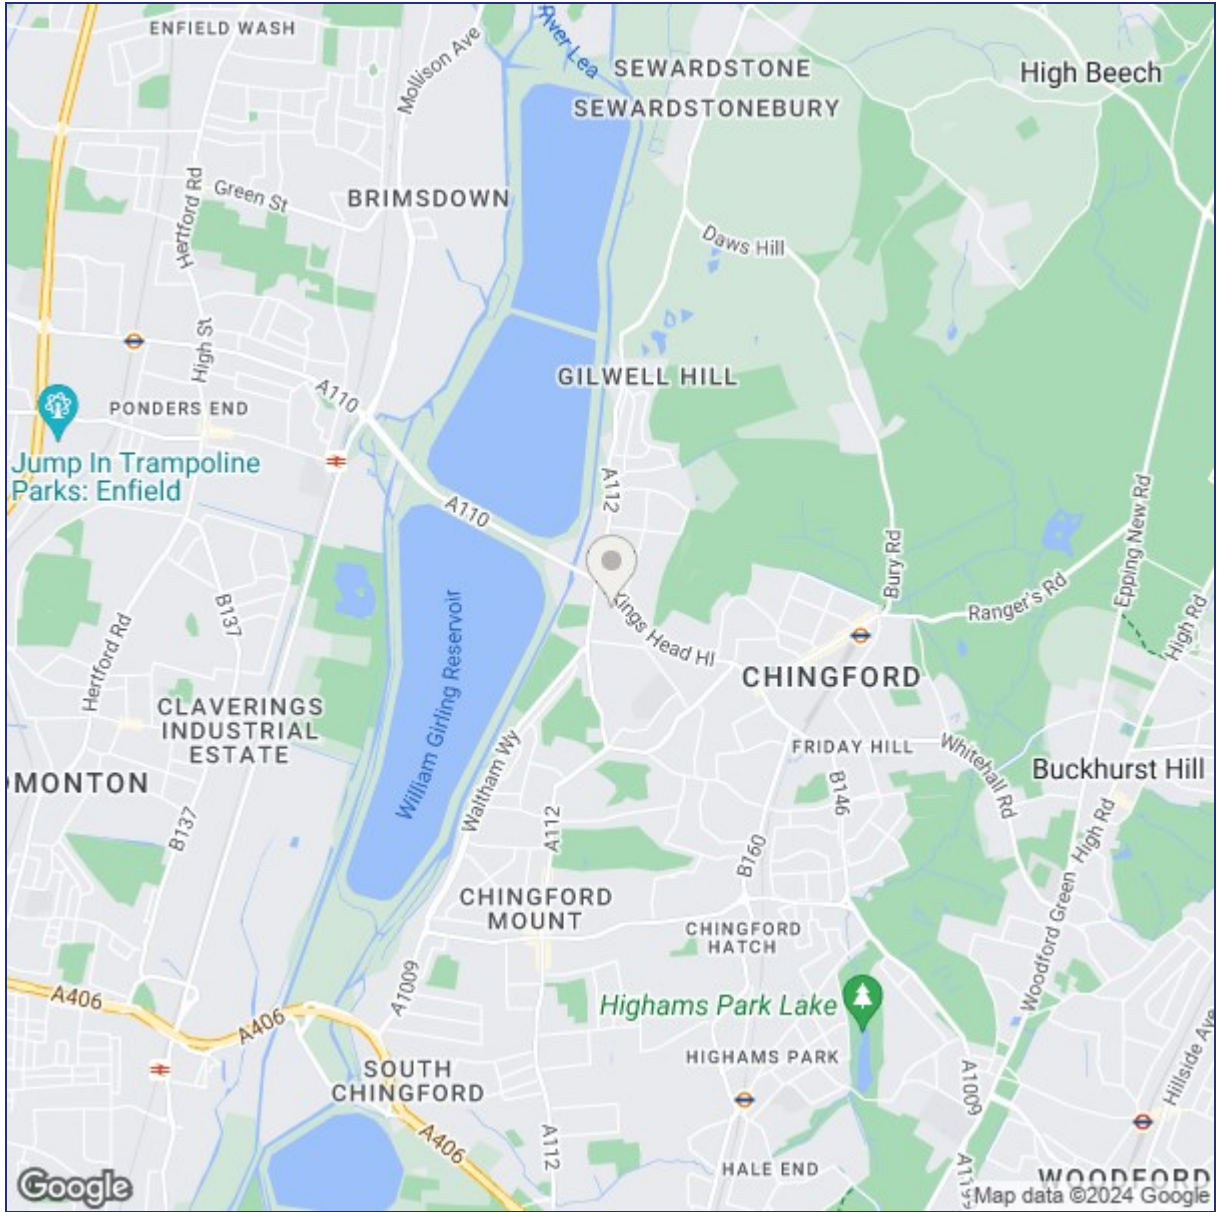 ENFIELD WASH
Mollison Ave
River Lea
SEWARDSTONE
SEWARDSTONEBURY
High Beech
Hertford Rd
Green St
BRIMSDOWN
Daws Hill
High St
A110
GILWELL HILL
PONDERS END
Jump In Trampoline
Parks: Enfield
A110
A112
Bury Rd
Epping New Rd
Ranger's Rd
High Rd
B137
Hertford Rd
Kings Head Hl
William Girling Reservoir
CHINGFORD
CLAVERINGS
INDUSTRIAL
ESTATE
Waltham Wy
FRIDAY HILL
Whitehall Rd
Buckhurst Hill
DMONTON
B137
A112
B146
B160
High Rd
CHINGFORD
MOUNT
CHINGFORD
HATCH
Woodford Green
A406
A406
A1009
Highams Park Lake
HIGHAMS PARK
SOUTH
CHINGFORD
A1009
Hillside Ave
A406
A112
HALE END
WOODFORD
A1199
Google
Map data ©2024 Google